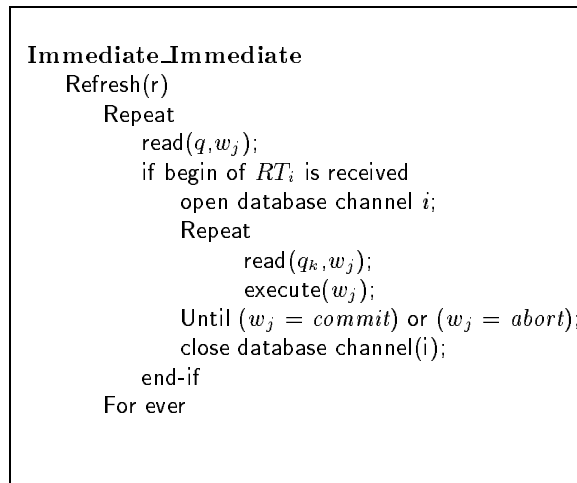 Immediate_Immediate
Refresh(r)
Repeat
read(q,w_j);
if begin of RT_i is received
open database channel i;
Repeat
read(q_k,w_j);
execute(w_j);
Until (w_j = commit) or (w_j = abort);
close database channel(i);
end-if
For ever